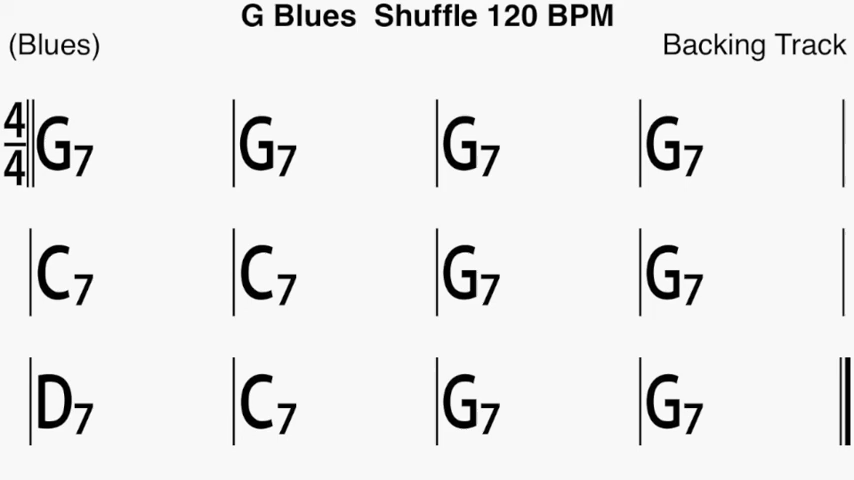 G Blues Shuffle 120 BPM
(Blues) Backing Track
4/4 G7 G7 G7 G7
C7 C7 G7 G7
D7 C7 G7 G7